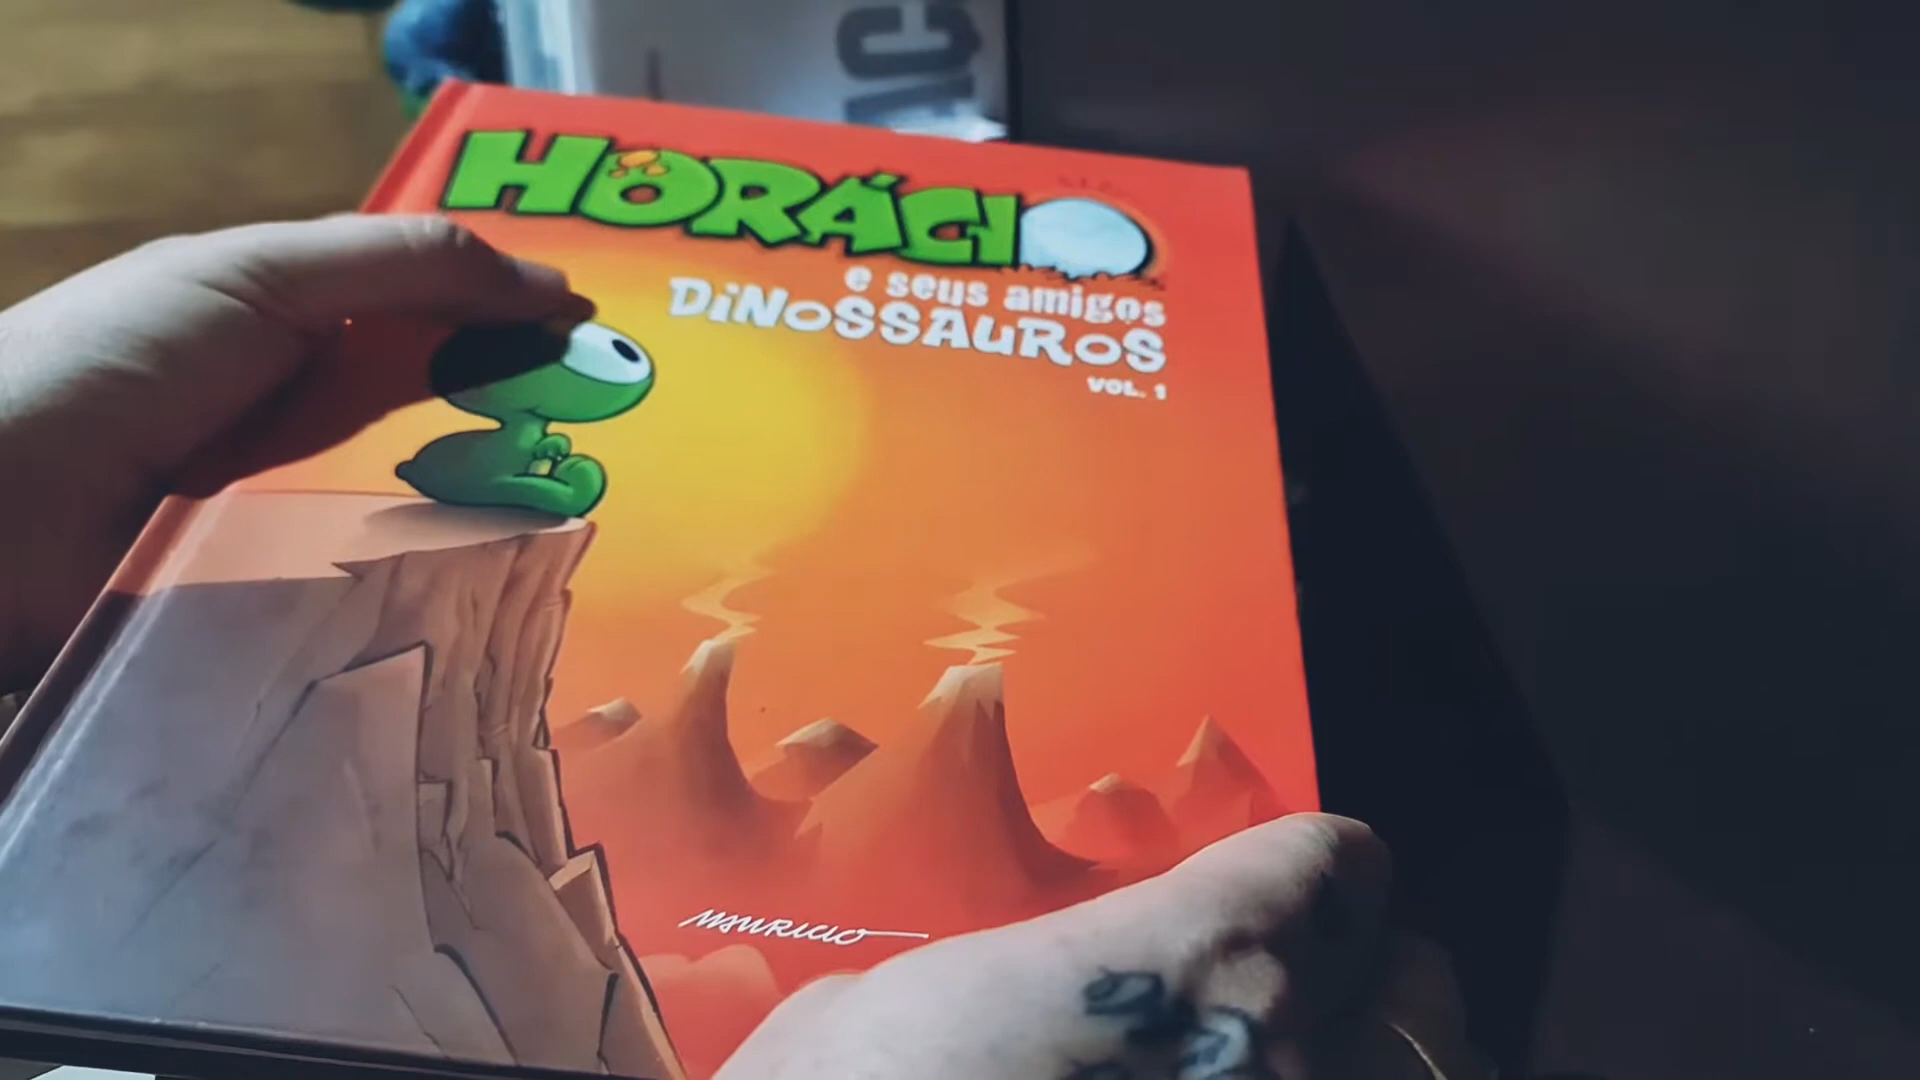 HORÁCIO
e seus amigos
DiNOSSAuROS
VOL. 1
MAURICIO